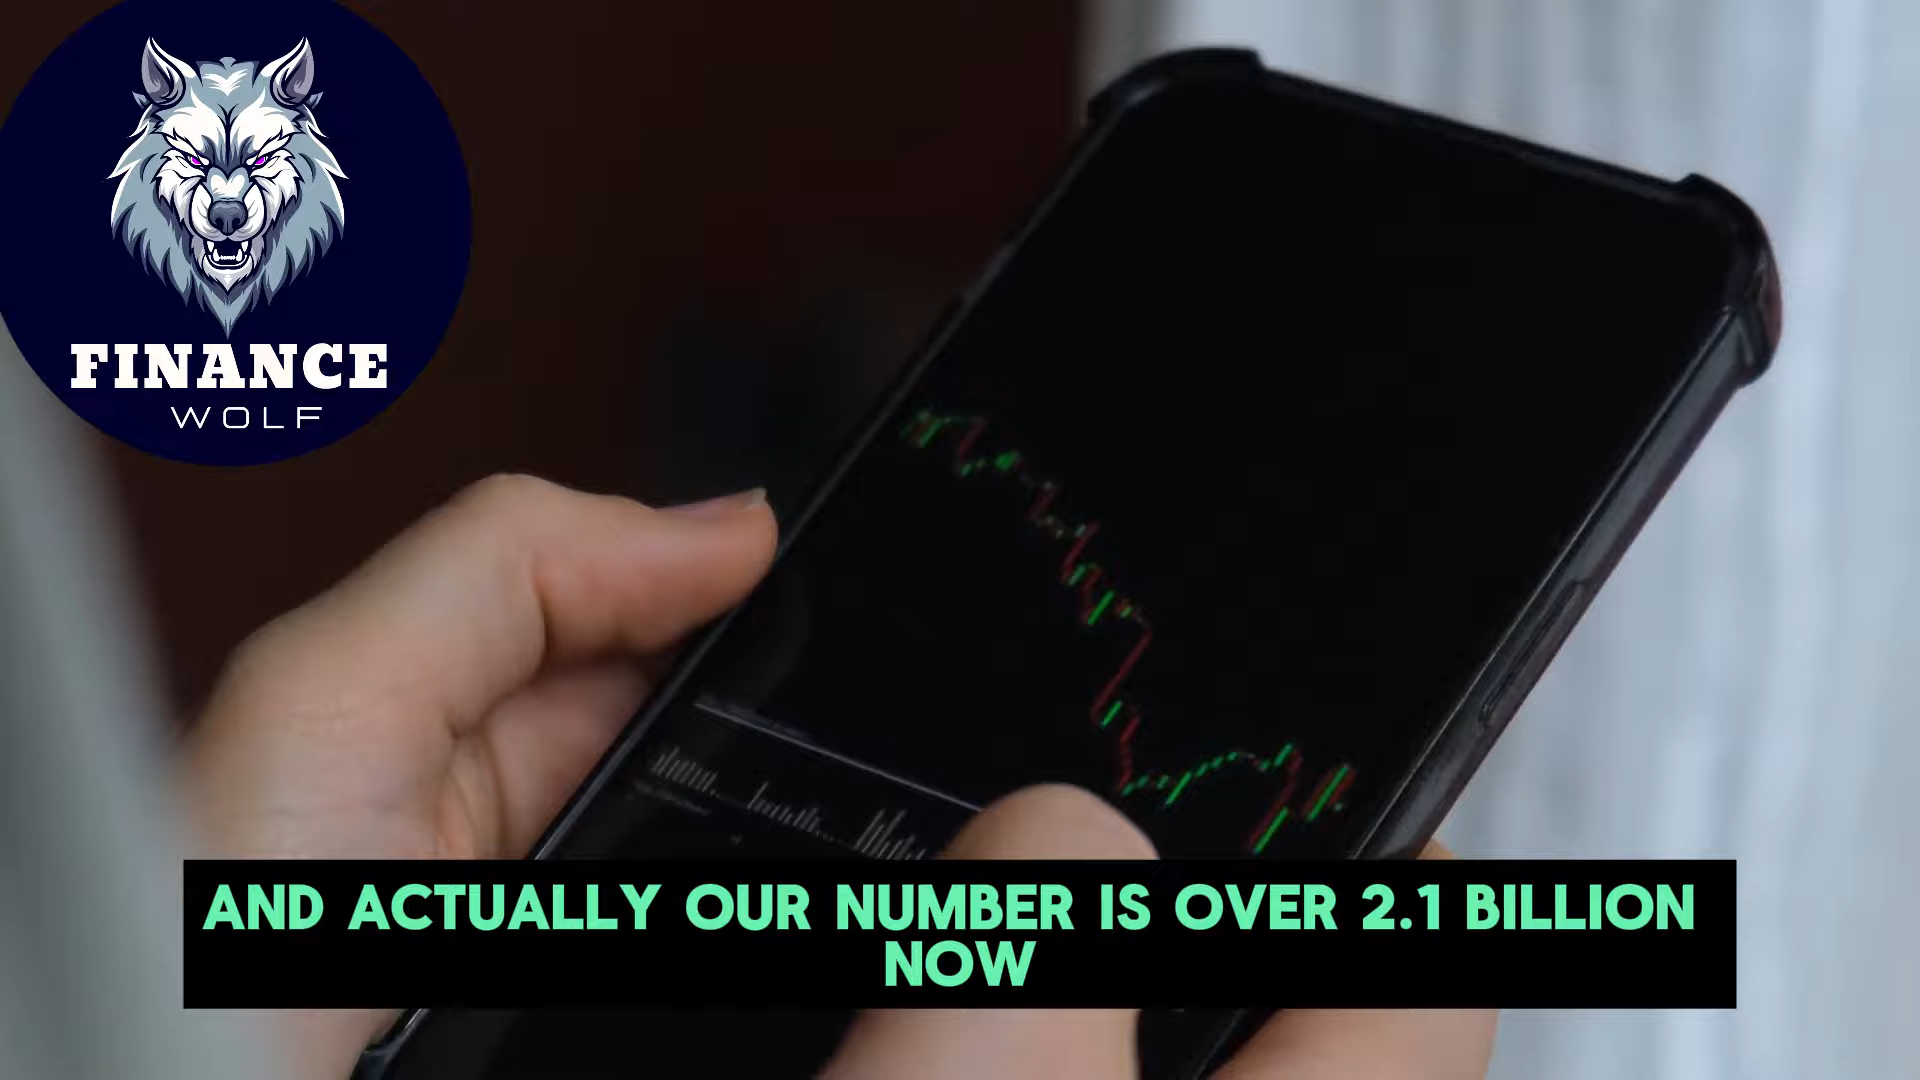 FINANCE
WOLF
AND ACTUALLY OUR NUMBER IS OVER 2.1 BILLION
NOW